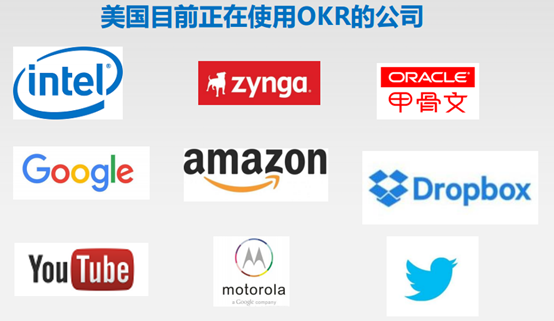 美国目前正在使用OKR的公司
intel
zynga
ORACLE
甲骨文
Google
amazon
Dropbox
YouTube
motorola
a Google company